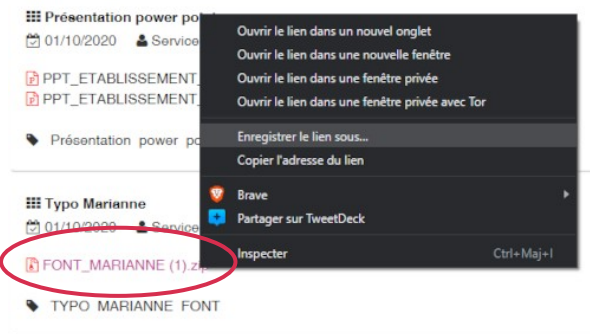 Présentation power po
01/10/2020 Service
PPT_ETABLISSEMENT_
PPT_ETABLISSEMENT_
Présentation power po
Typo Marianne
01/10/2020 Service
FONT_MARIANNE (1).zip
TYPO MARIANNE FONT
Ouvrir le lien dans un nouvel onglet
Ouvrir le lien dans une nouvelle fenêtre
Ouvrir le lien dans une fenêtre privée
Ouvrir le lien dans une fenêtre privée avec Tor
Enregistrer le lien sous...
Copier l'adresse du lien
Brave
Partager sur TweetDeck
Inspecter Ctrl+Maj+I